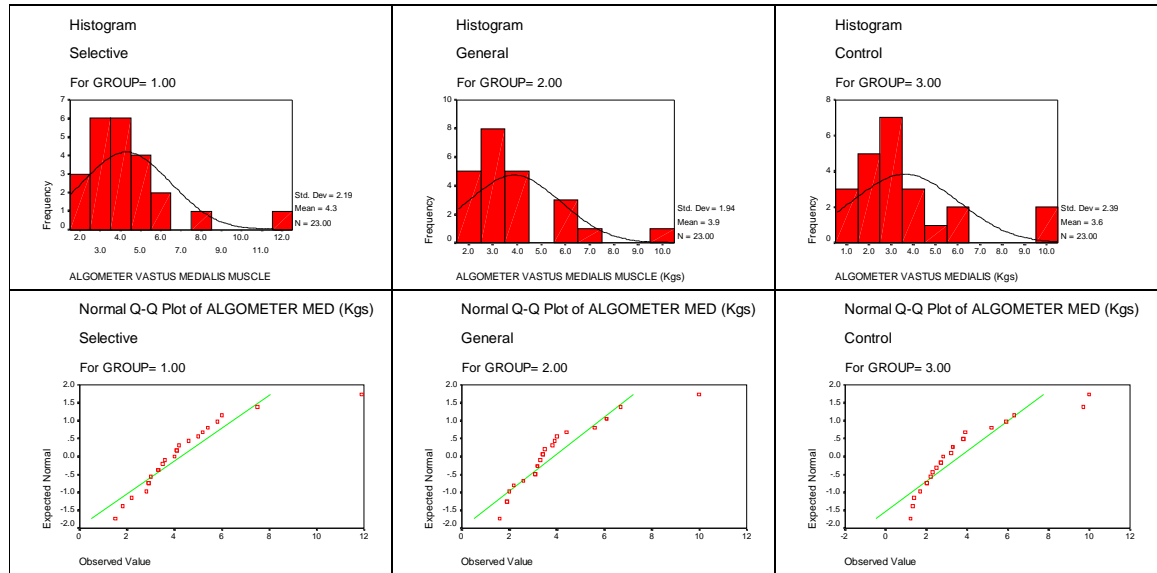 Histogram
Selective
For GROUP= 1.00
7
6
5
4
3
2
1
0
Frequency
2.0 4.0 5.0 6.0 7.0 8.0 9.0 10.0 12.0
3.0 11.0
Std. Dev = 2.19
Mean = 4.3
N = 23.00
ALGOMETER VASTUS MEDIALIS MUSCLE
Histogram
General
For GROUP= 2.00
10
8
6
4
2
0
Frequency
2.0 3.0 4.0 5.0 6.0 7.0 8.0 9.0 10.0
Std. Dev = 1.94
Mean = 3.9
N = 23.00
ALGOMETER VASTUS MEDIALIS MUSCLE (Kgs)
Histogram
Control
For GROUP= 3.00
8
6
4
2
0
Frequency
1.0 2.0 3.0 4.0 5.0 6.0 7.0 8.0 9.0 10.0
Std. Dev = 2.39
Mean = 3.6
N = 23.00
ALGOMETER VASTUS MEDIALIS (Kgs)
Normal Q-Q Plot of ALGOMETER MED (Kgs)
Selective
For GROUP= 1.00
2.0
1.5
1.0
.5
0.0
-.5
-1.0
-1.5
-2.0
Expected Normal
0 2 4 6 8 10 12
Observed Value
Normal Q-Q Plot of ALGOMETER MED (Kgs)
General
For GROUP= 2.00
2.0
1.5
1.0
.5
0.0
-.5
-1.0
-1.5
-2.0
Expected Normal
0 2 4 6 8 10 12
Observed Value
Normal Q-Q Plot of ALGOMETER MED (Kgs)
Control
For GROUP= 3.00
2.0
1.5
1.0
.5
0.0
-.5
-1.0
-1.5
-2.0
Expected Normal
-2 0 2 4 6 8 10 12
Observed Value